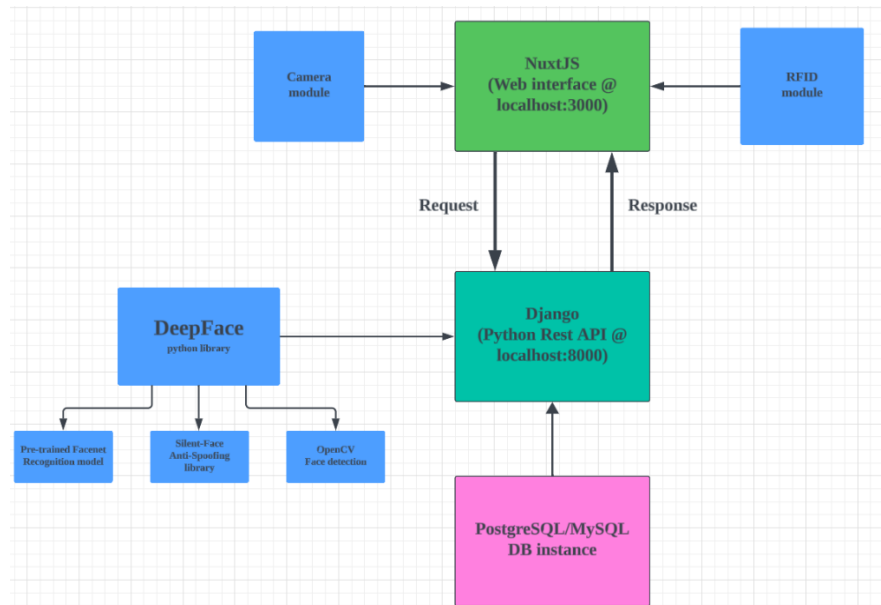 Camera
module
NuxtJS
(Web interface @
localhost:3000)
RFID
module
Request
Response
DeepFace
python library
Django
(Python Rest API @
localhost:8000)
Pre-trained Facenet
Recognition model
Silent-Face
Anti-Spoofing
library
OpenCV
Face detection
PostgreSQL/MySQL
DB instance